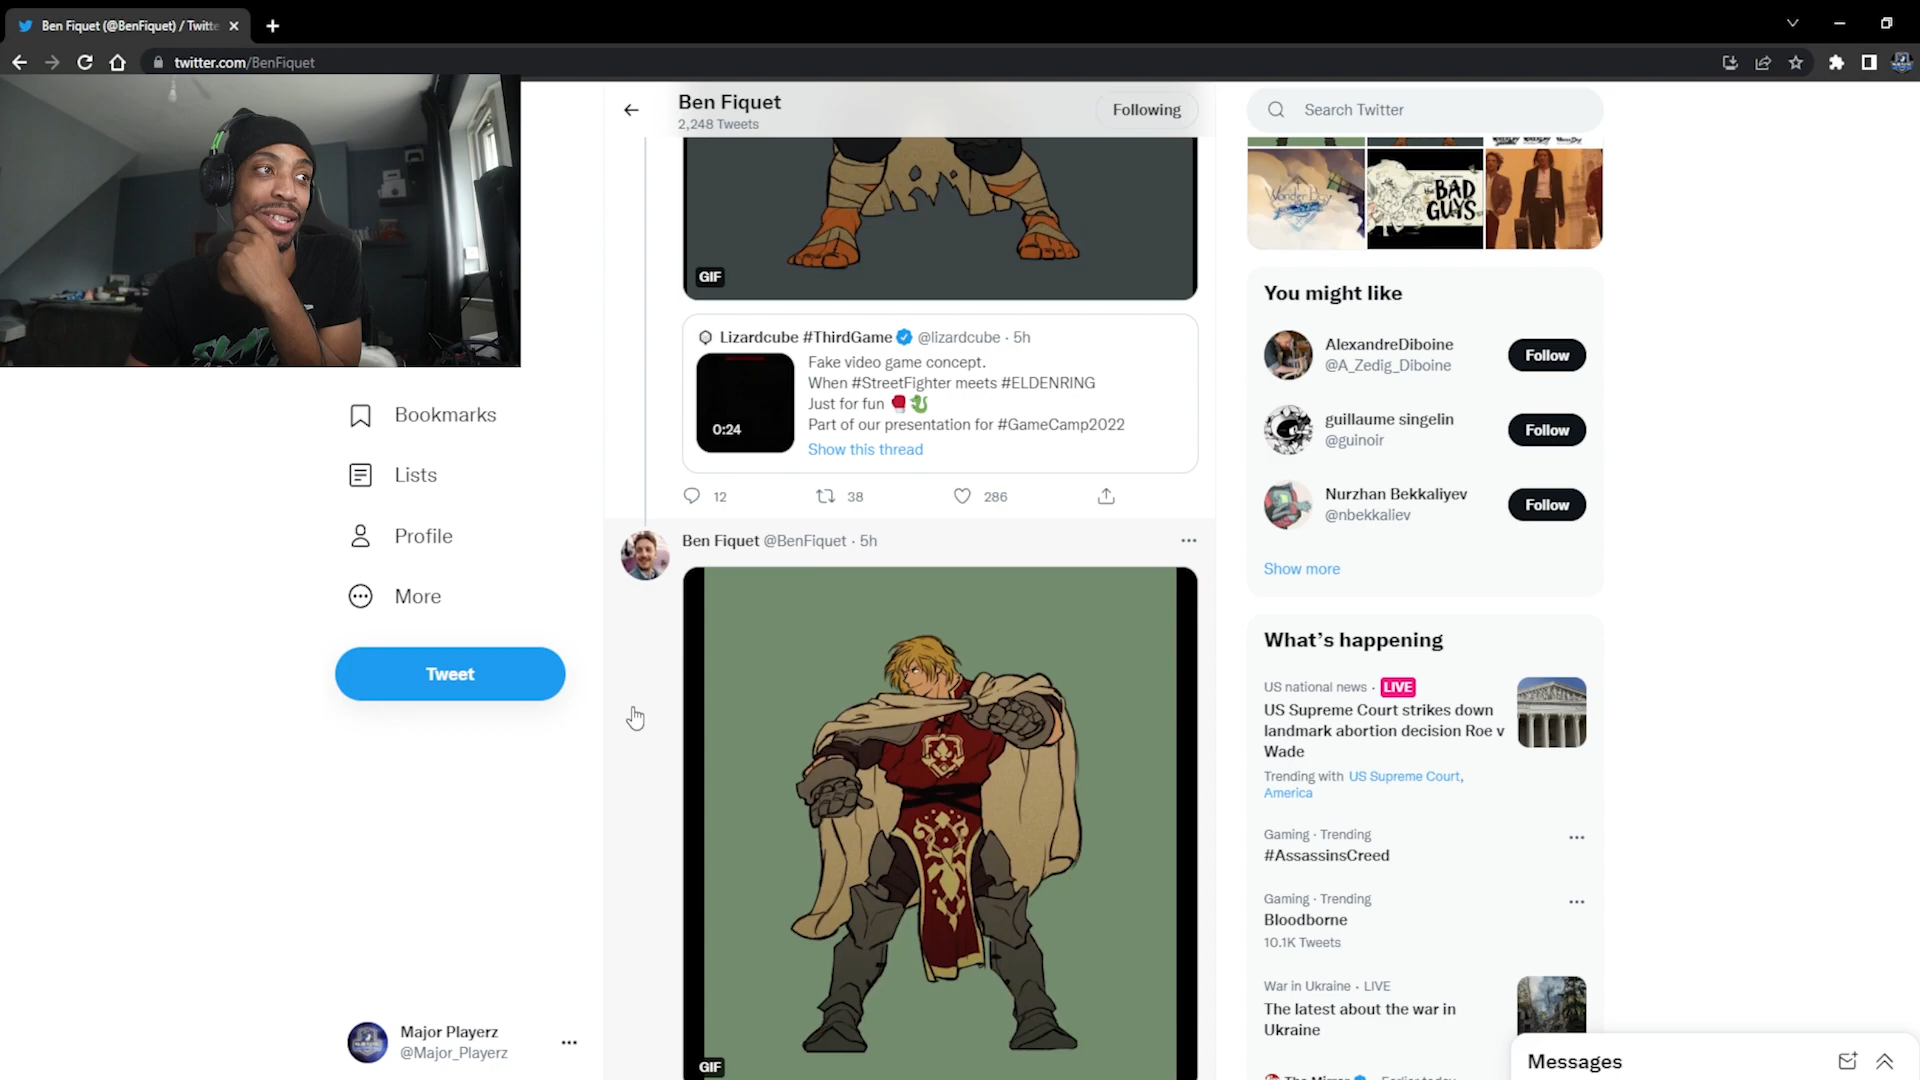 Ben Fiquet (@BenFiquet) / Twitte
twitter.com/BenFiquet
Ben Fiquet
2,248 Tweets
Following
Search Twitter
Wonder Boy
THE BAD GUYS
GIF
Lizardcube #ThirdGame @lizardcube · 5h
Fake video game concept.
When #StreetFighter meets #ELDENRING
Just for fun 🥊🐉
Part of our presentation for #GameCamp2022
Show this thread
0:24
12
38
286
Ben Fiquet @BenFiquet · 5h
GIF
Bookmarks
Lists
Profile
More
Tweet
Major Playerz
@Major_Playerz
You might like
AlexandreDiboine
@A_Zedig_Diboine
Follow
guillaume singelin
@guinoir
Follow
Nurzhan Bekkaliyev
@nbekkaliev
Follow
Show more
What's happening
US national news · LIVE
US Supreme Court strikes down
landmark abortion decision Roe v
Wade
Trending with US Supreme Court,
America
Gaming · Trending
#AssassinsCreed
Gaming · Trending
Bloodborne
10.1K Tweets
War in Ukraine · LIVE
The latest about the war in
Ukraine
Messages